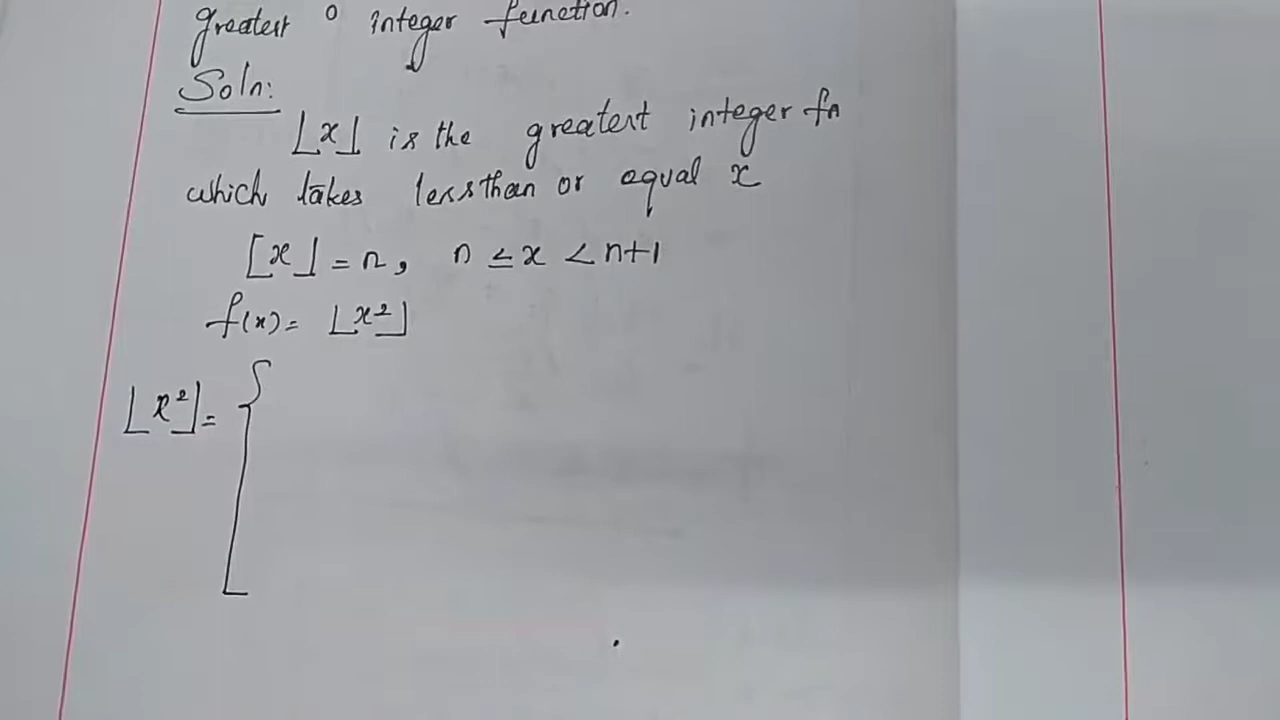 greatest integer function.
Soln:
⌊x⌋ is the greatest integer fn
which takes less than or equal x
⌈x⌋ = n, n ≤ x < n+1
f(x) = ⌊x²⌋
⌊x²⌋ = {